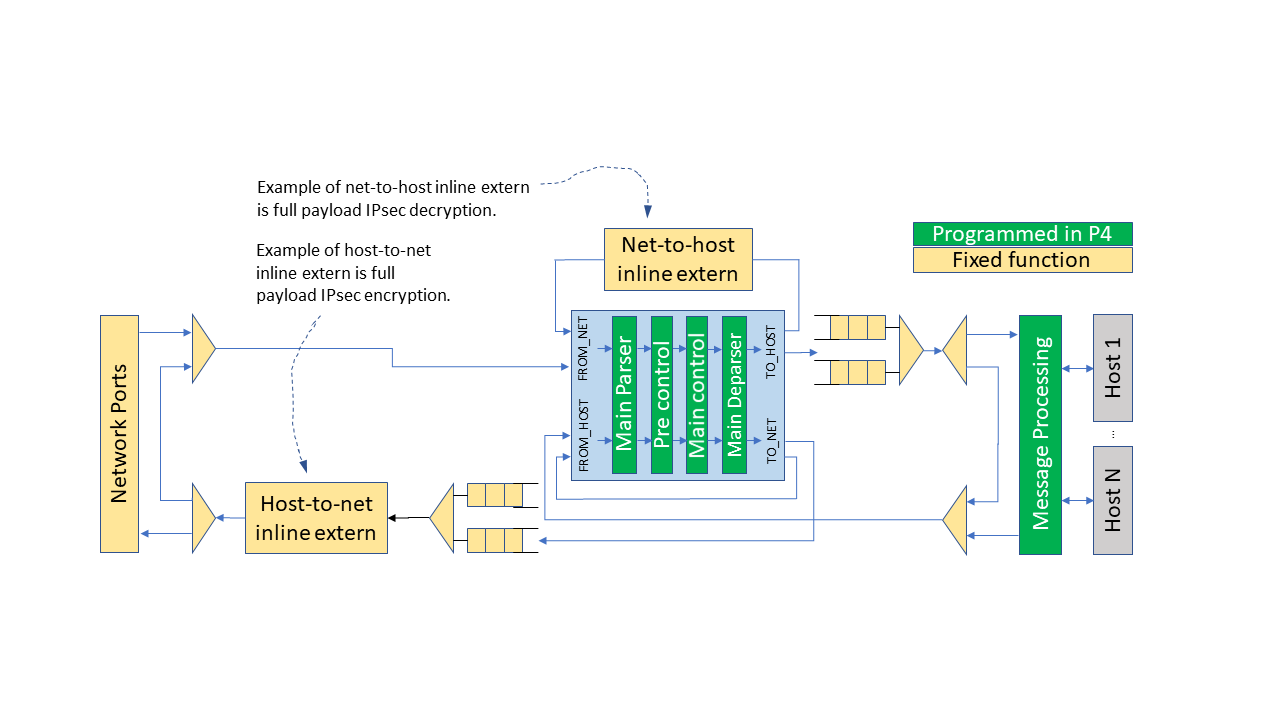 Example of net-to-host inline extern
is full payload IPsec decryption.
Example of host-to-net
inline extern is full
payload IPsec encryption.
Net-to-host
inline extern
Programmed in P4
Fixed function
Network Ports
FROM_NET
FROM_HOST
Main Parser
Pre control
Main control
Main Deparser
TO_HOST
TO_NET
Message Processing
Host 1
...
Host N
Host-to-net
inline extern